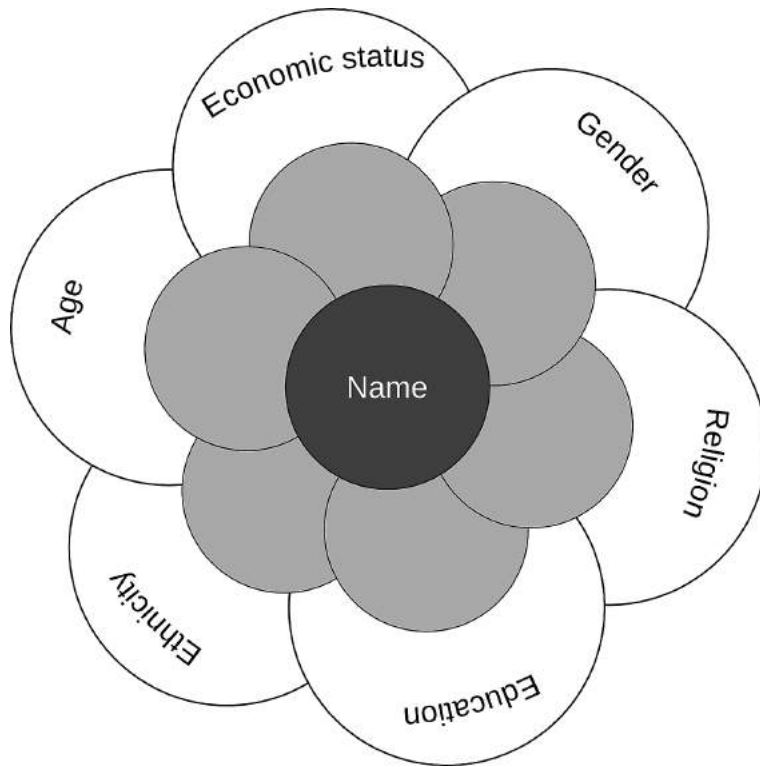 Economic status
Gender
Age
Name
Religion
Ethnicity
Education